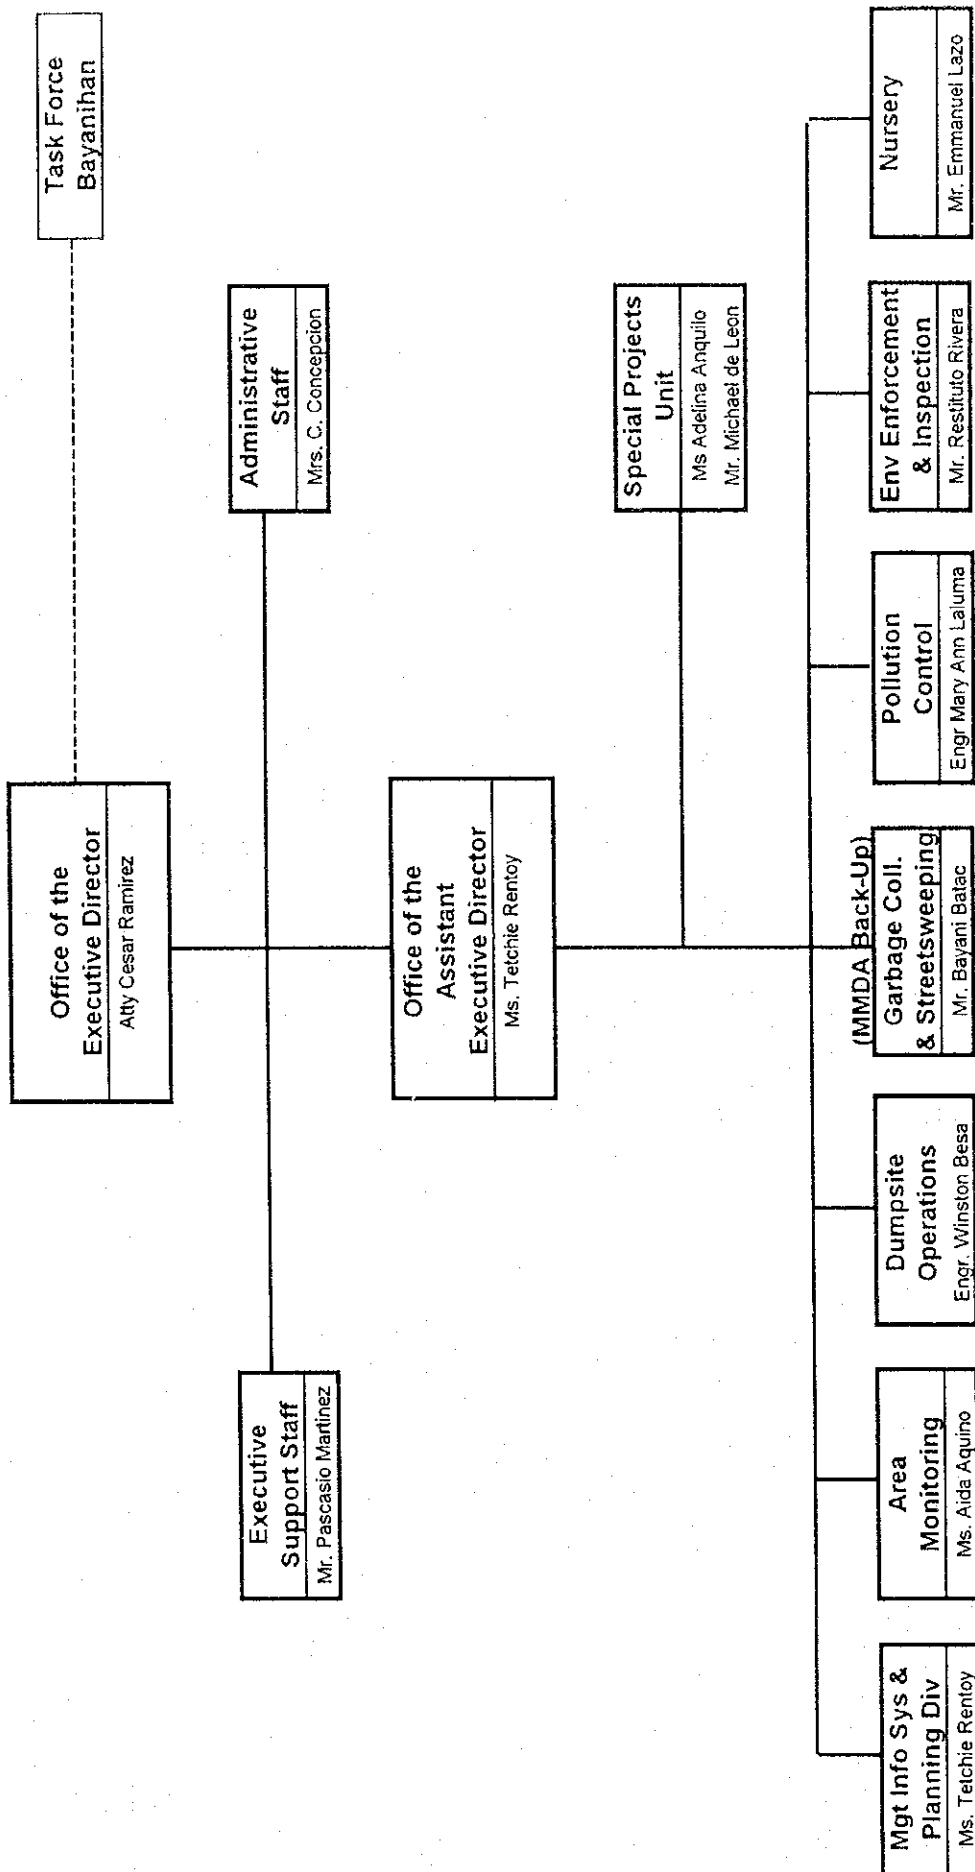 Task Force
Bayanihan
Office of the
Executive Director
Atty Cesar Ramirez
Executive
Support Staff
Mr. Pascasio Martinez
Administrative
Staff
Mrs. C. Concepcion
Office of the
Assistant
Executive Director
Ms. Tetchie Rentoy
Special Projects
Unit
Ms Adelina Anquilo
Mr. Michael de Leon
Mgt Info Sys &
Planning Div
Ms. Tetchie Rentoy
Area
Monitoring
Ms. Aida Aquino
Dumpsite
Operations
Engr. Winston Besa
(MMDA Back-Up)
Garbage Coll.
& Streetsweeping
Mr. Bayani Batac
Pollution
Control
Engr Mary Ann Laluma
Env Enforcement
& Inspection
Mr. Restituto Rivera
Nursery
Mr. Emmanuel Lazo